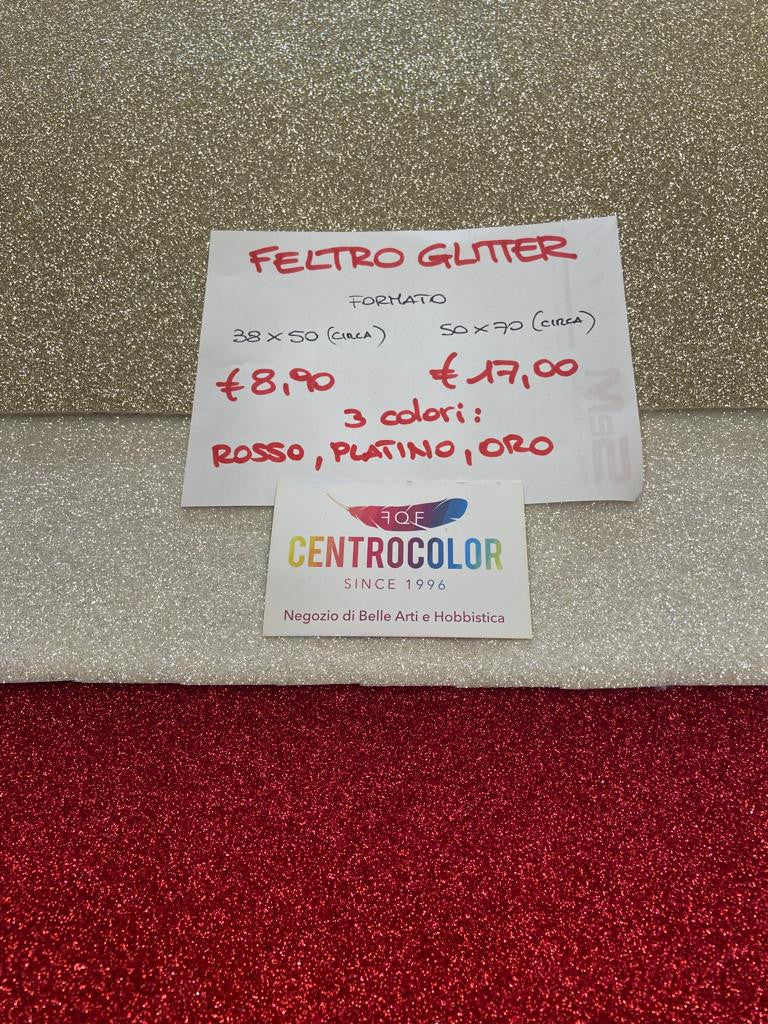 FELTRO GLITTER
FORMATO
38 x 50 (CIRCA) 50 x 70 (CIRCA)
€ 8,90 € 17,00
3 colori:
ROSSO, PLATINO, ORO
FQF
CENTROCOLOR
SINCE 1996
Negozio di Belle Arti e Hobbistica